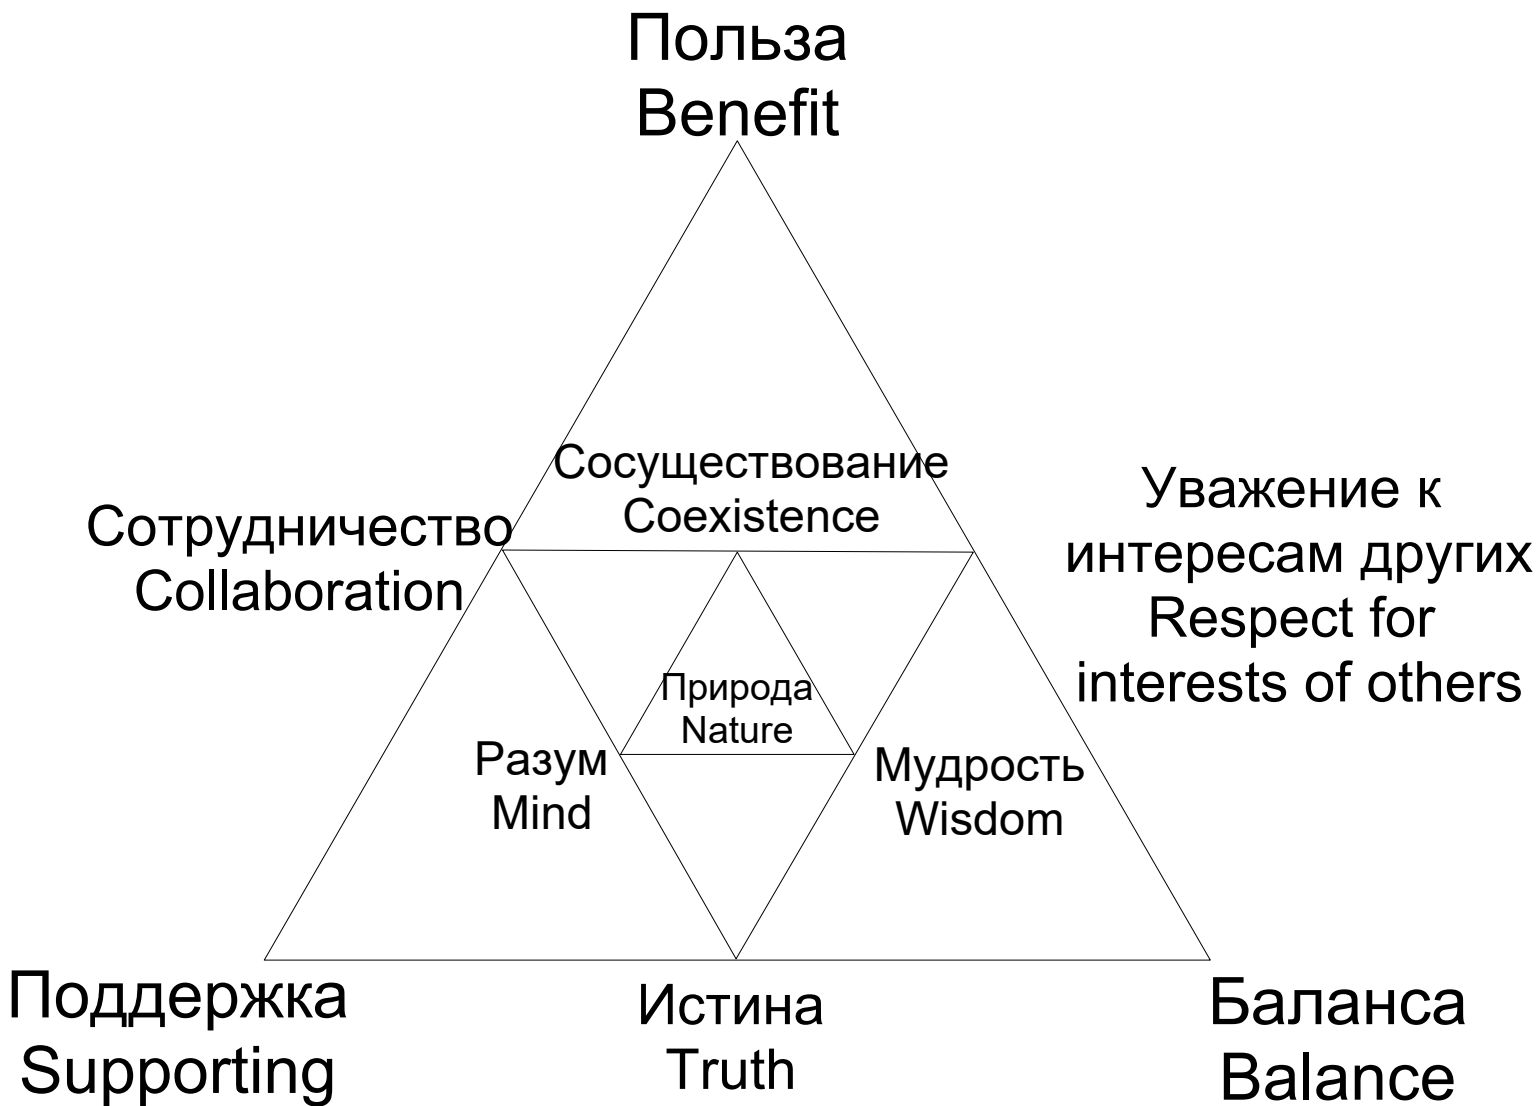 Польза
Benefit
Сосуществование
Coexistence
Сотрудничество
Collaboration
Уважение к
интересам других
Respect for
interests of others
Природа
Nature
Разум
Mind
Мудрость
Wisdom
Поддержка
Supporting
Истина
Truth
Баланса
Balance